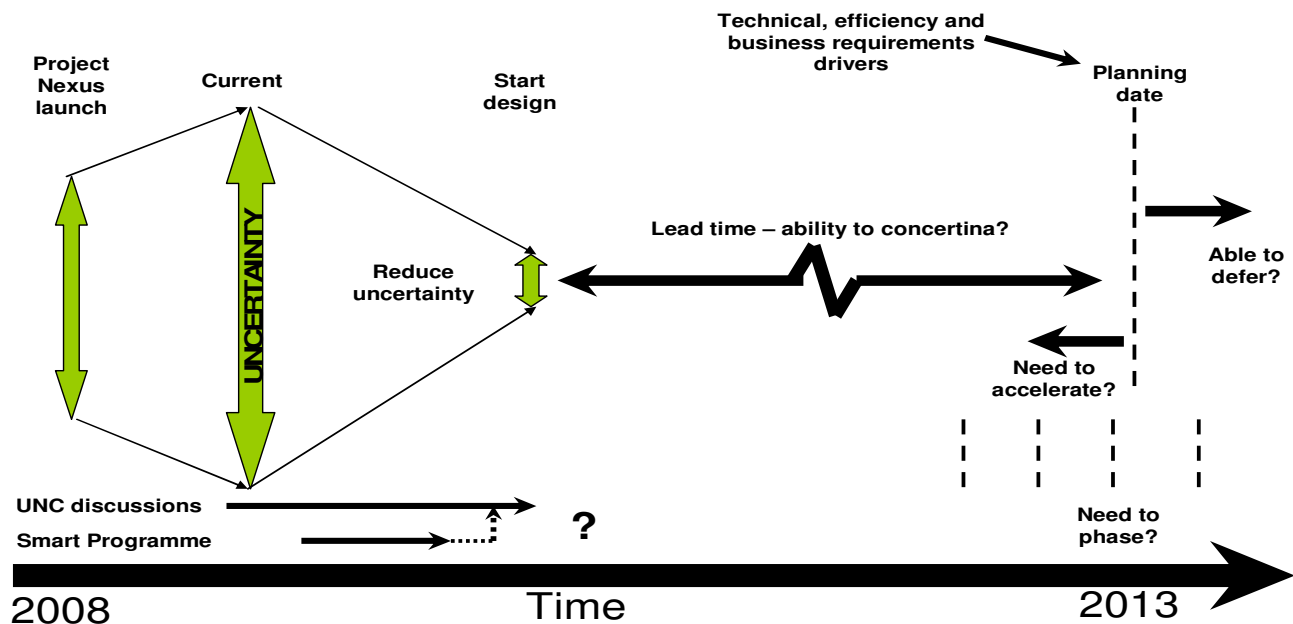 Technical, efficiency and
business requirements
drivers
Project
Nexus
launch
Current
Start
design
Planning
date
UNCERTAINTY
Lead time – ability to concertina?
Reduce
uncertainty
Able to
defer?
Need to
accelerate?
UNC discussions
Smart Programme
?
Need to
phase?
2008
Time
2013